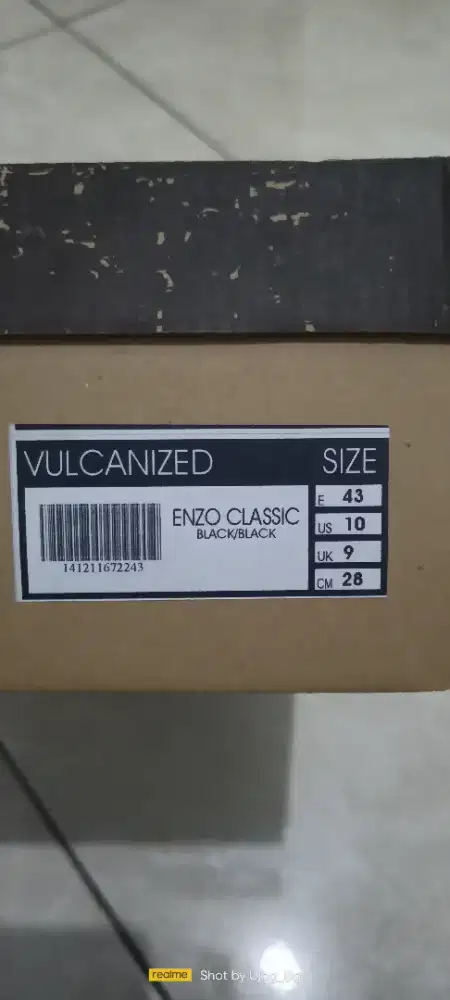 VULCANIZED SIZE
ENZO CLASSIC
BLACK/BLACK
141211672243
E 43
US 10
UK 9
CM 28
realme Shot by